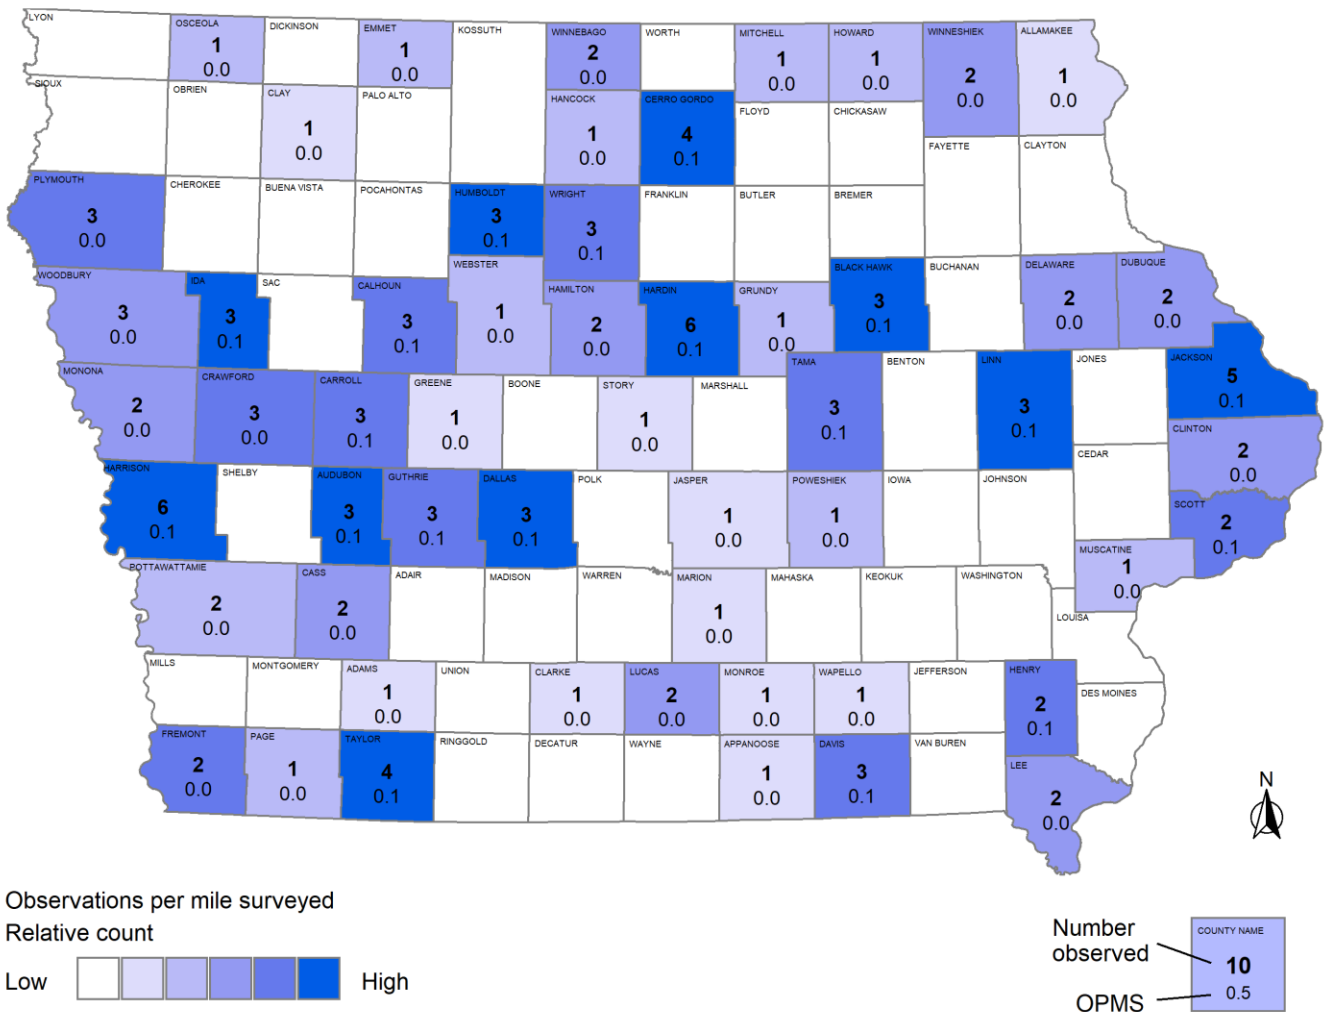 LYON
OSCEOLA
1
0.0
DICKINSON
EMMET
1
0.0
KOSSUTH
WINNEBAGO
2
0.0
WORTH
MITCHELL
1
0.0
HOWARD
1
0.0
WINNESHIEK
2
0.0
ALLAMAKEE
1
0.0
SIOUX
OBRIEN
CLAY
1
0.0
PALO ALTO
HANCOCK
1
0.0
CERRO GORDO
4
0.1
FLOYD
CHICKASAW
FAYETTE
CLAYTON
PLYMOUTH
3
0.0
CHEROKEE
BUENA VISTA
POCAHONTAS
HUMBOLDT
3
0.1
WRIGHT
3
0.1
FRANKLIN
BUTLER
BREMER
WOODBURY
3
0.0
IDA
3
0.1
SAC
CALHOUN
3
0.1
WEBSTER
1
0.0
HAMILTON
2
0.0
HARDIN
6
0.1
GRUNDY
1
0.0
BLACK HAWK
3
0.1
BUCHANAN
DELAWARE
2
0.0
DUBUQUE
2
0.0
MONONA
2
0.0
CRAWFORD
3
0.0
CARROLL
3
0.1
GREENE
1
0.0
BOONE
STORY
1
0.0
MARSHALL
TAMA
3
0.1
BENTON
LINN
3
0.1
JONES
JACKSON
5
0.1
CLINTON
2
0.0
CEDAR
HARRISON
6
0.1
SHELBY
AUDUBON
3
0.1
GUTHRIE
3
0.1
DALLAS
3
0.1
POLK
JASPER
1
0.0
POWESHIEK
1
0.0
IOWA
JOHNSON
SCOTT
2
0.1
MUSCATINE
1
0.0
POTTAWATTAMIE
2
0.0
CASS
2
0.0
ADAIR
MADISON
WARREN
MARION
1
0.0
MAHASKA
KEOKUK
WASHINGTON
LOUISA
MILLS
MONTGOMERY
ADAMS
1
0.0
UNION
CLARKE
1
0.0
LUCAS
2
0.0
MONROE
1
0.0
WAPELLO
1
0.0
JEFFERSON
HENRY
2
0.1
DES MOINES
FREMONT
2
0.0
PAGE
1
0.0
TAYLOR
4
0.1
RINGGOLD
DECATUR
WAYNE
APPANOOSE
1
0.0
DAVIS
3
0.1
VAN BUREN
LEE
2
0.0
N
Observations per mile surveyed
Relative count
Low
High
Number
observed
OPMS
COUNTY NAME
10
0.5